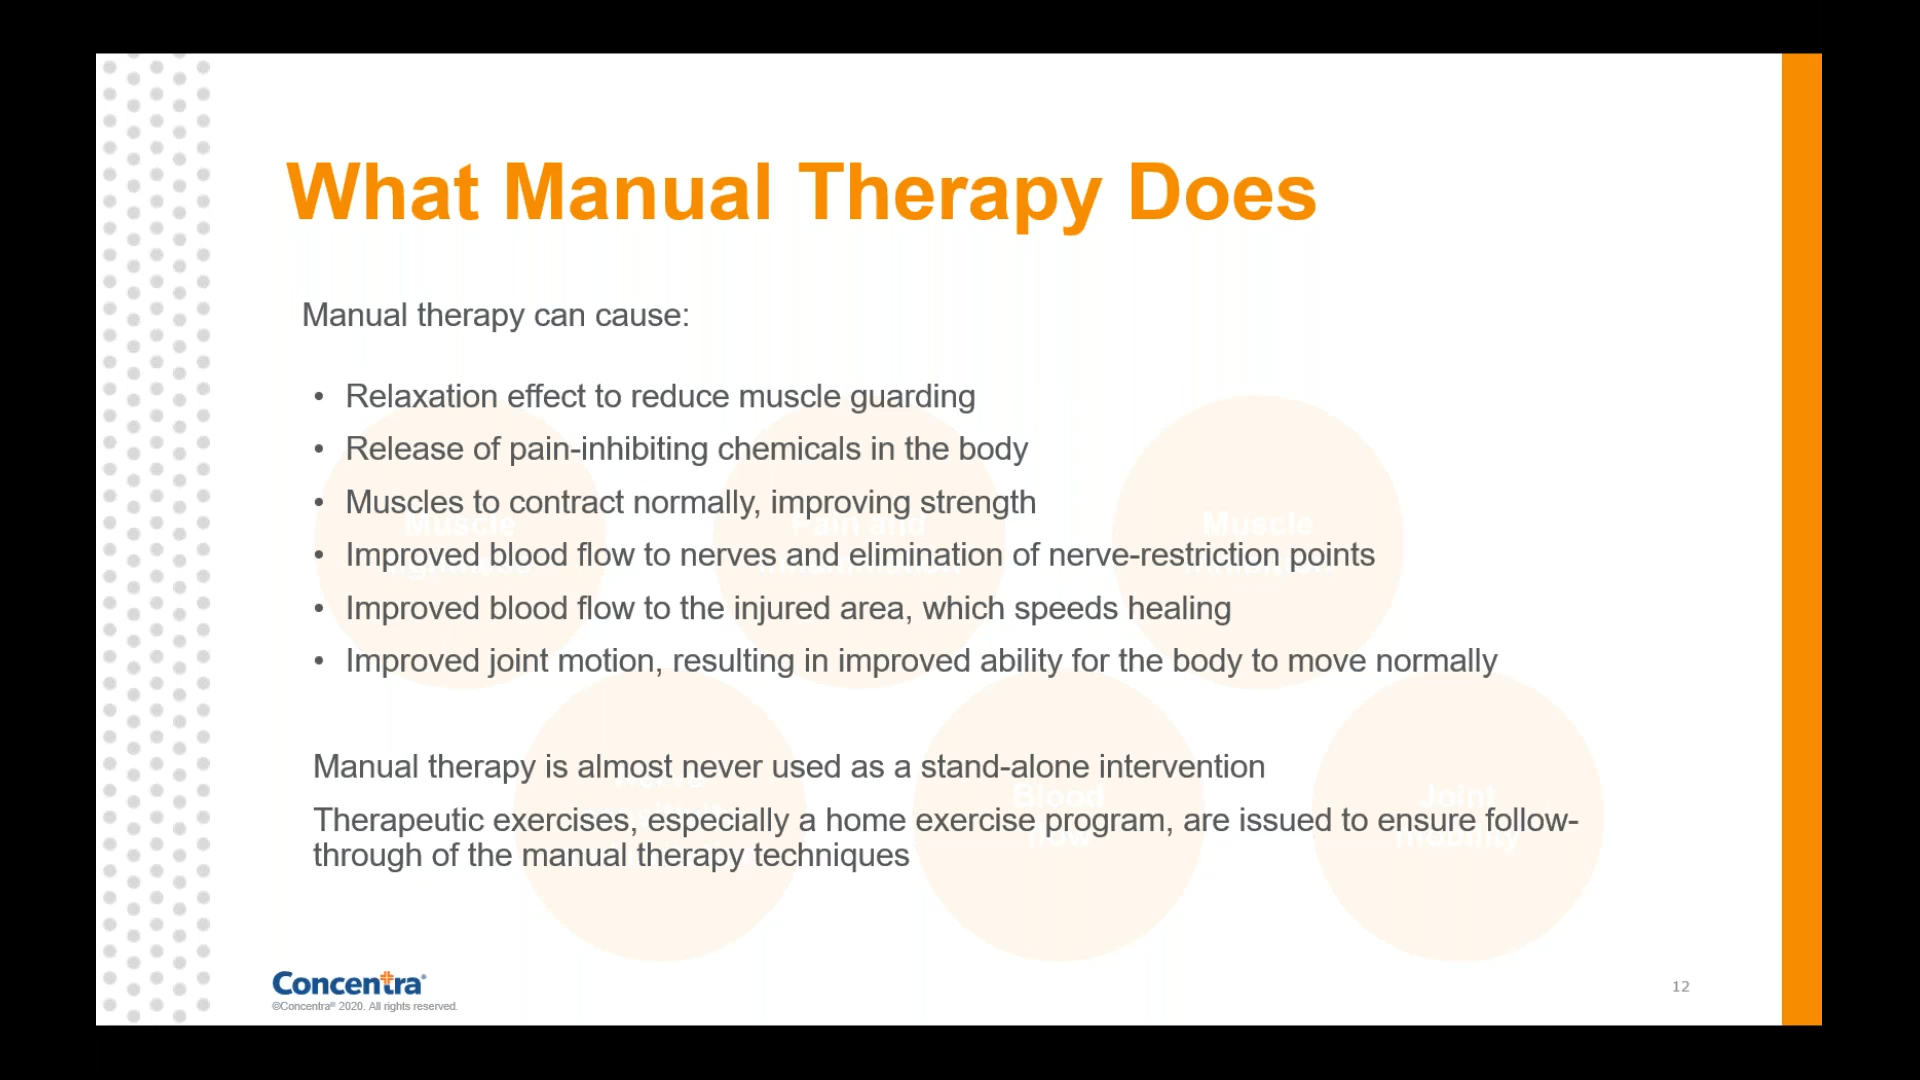 What Manual Therapy Does
Manual therapy can cause:
• Relaxation effect to reduce muscle guarding
• Release of pain-inhibiting chemicals in the body
• Muscles to contract normally, improving strength
Muscle
Pain and
Muscle
• Improved blood flow to nerves and elimination of nerve-restriction points
• Improved blood flow to the injured area, which speeds healing
• Improved joint motion, resulting in improved ability for the body to move normally
Manual therapy is almost never used as a stand-alone intervention
Blood
Joint
Therapeutic exercises, especially a home exercise program, are issued to ensure follow-
through of the manual therapy techniques
flow
mobility
Concentra®
©Concentra® 2020. All rights reserved.
12